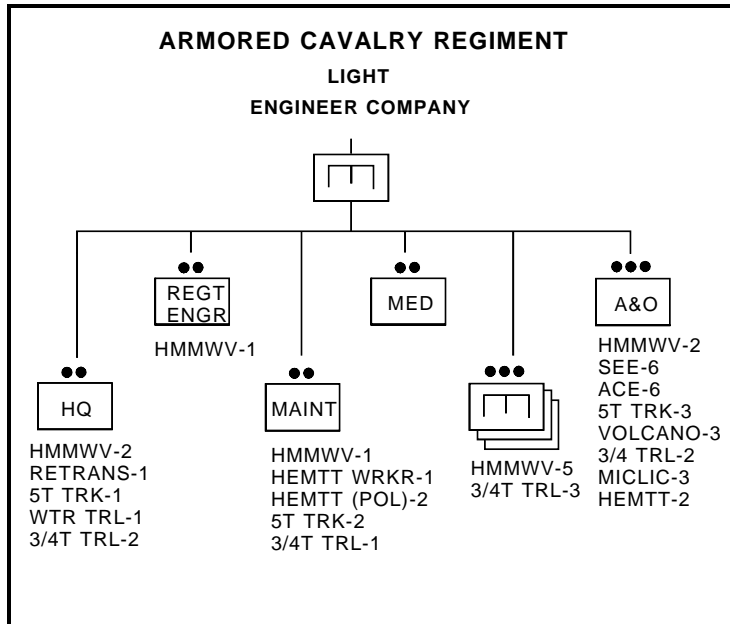 ARMORED CAVALRY REGIMENT
LIGHT
ENGINEER COMPANY
REGT
ENGR
HMMWV-1
MED
A&O
HMMWV-2
SEE-6
ACE-6
5T TRK-3
VOLCANO-3
3/4 TRL-2
MICLIC-3
HEMTT-2
HQ
HMMWV-2
RETRANS-1
5T TRK-1
WTR TRL-1
3/4T TRL-2
MAINT
HMMWV-1
HEMTT WRKR-1
HEMTT (POL)-2
5T TRK-2
3/4T TRL-1
HMMWV-5
3/4T TRL-3